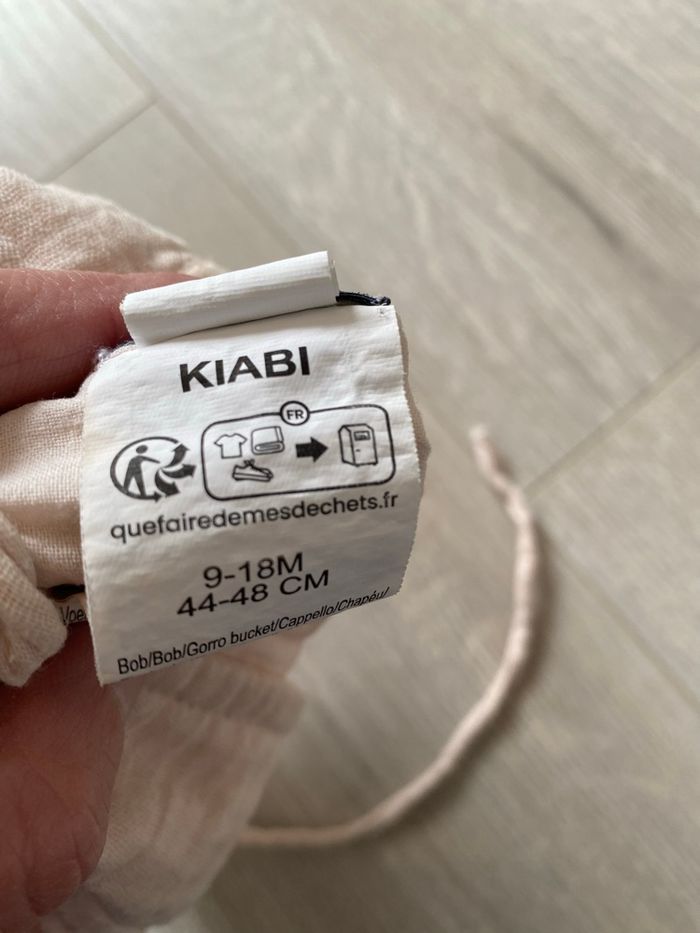 KIABI
FR
quefairedemesdechets.fr
9-18M
44-48 CM
Bob/Bob/Gorro bucket/Cappello/Chapéu/